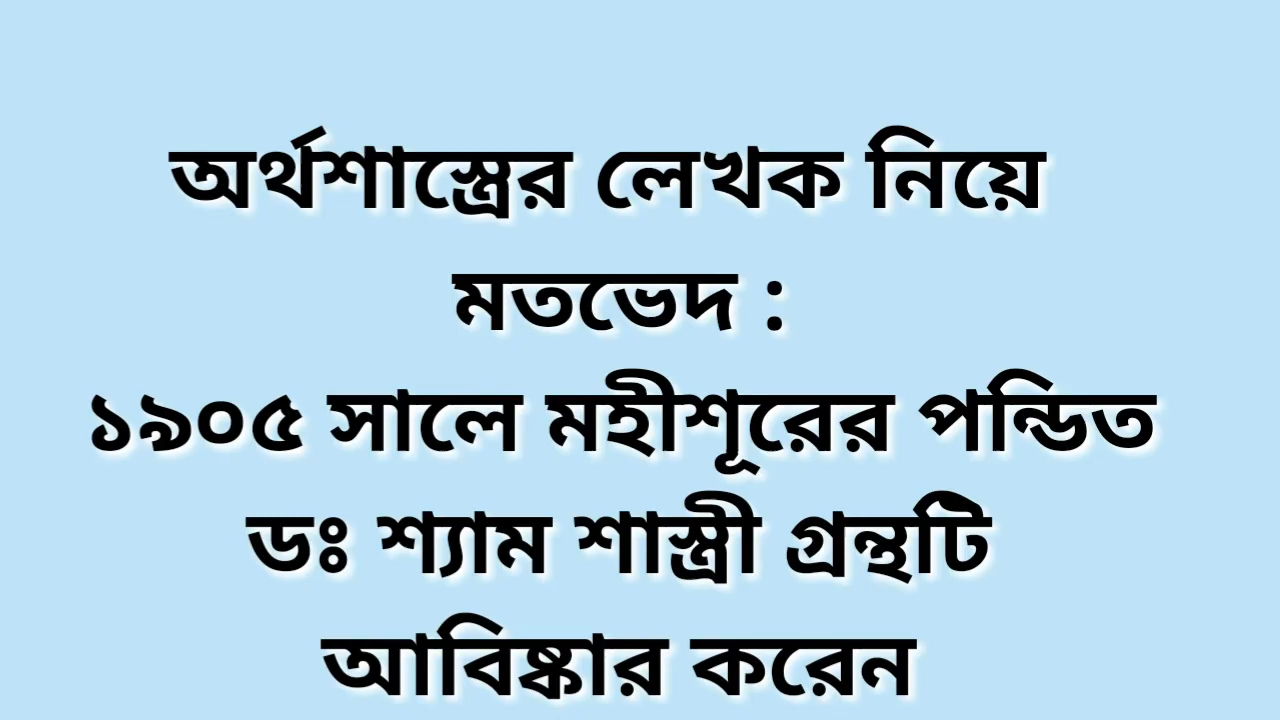 অর্থশাস্ত্রের লেখক নিয়ে
মতভেদ :
১৯০৫ সালে মহীশূরের পন্ডিত
ডঃ শ্যাম শাস্ত্রী গ্রন্থটি
আবিষ্কার করেন